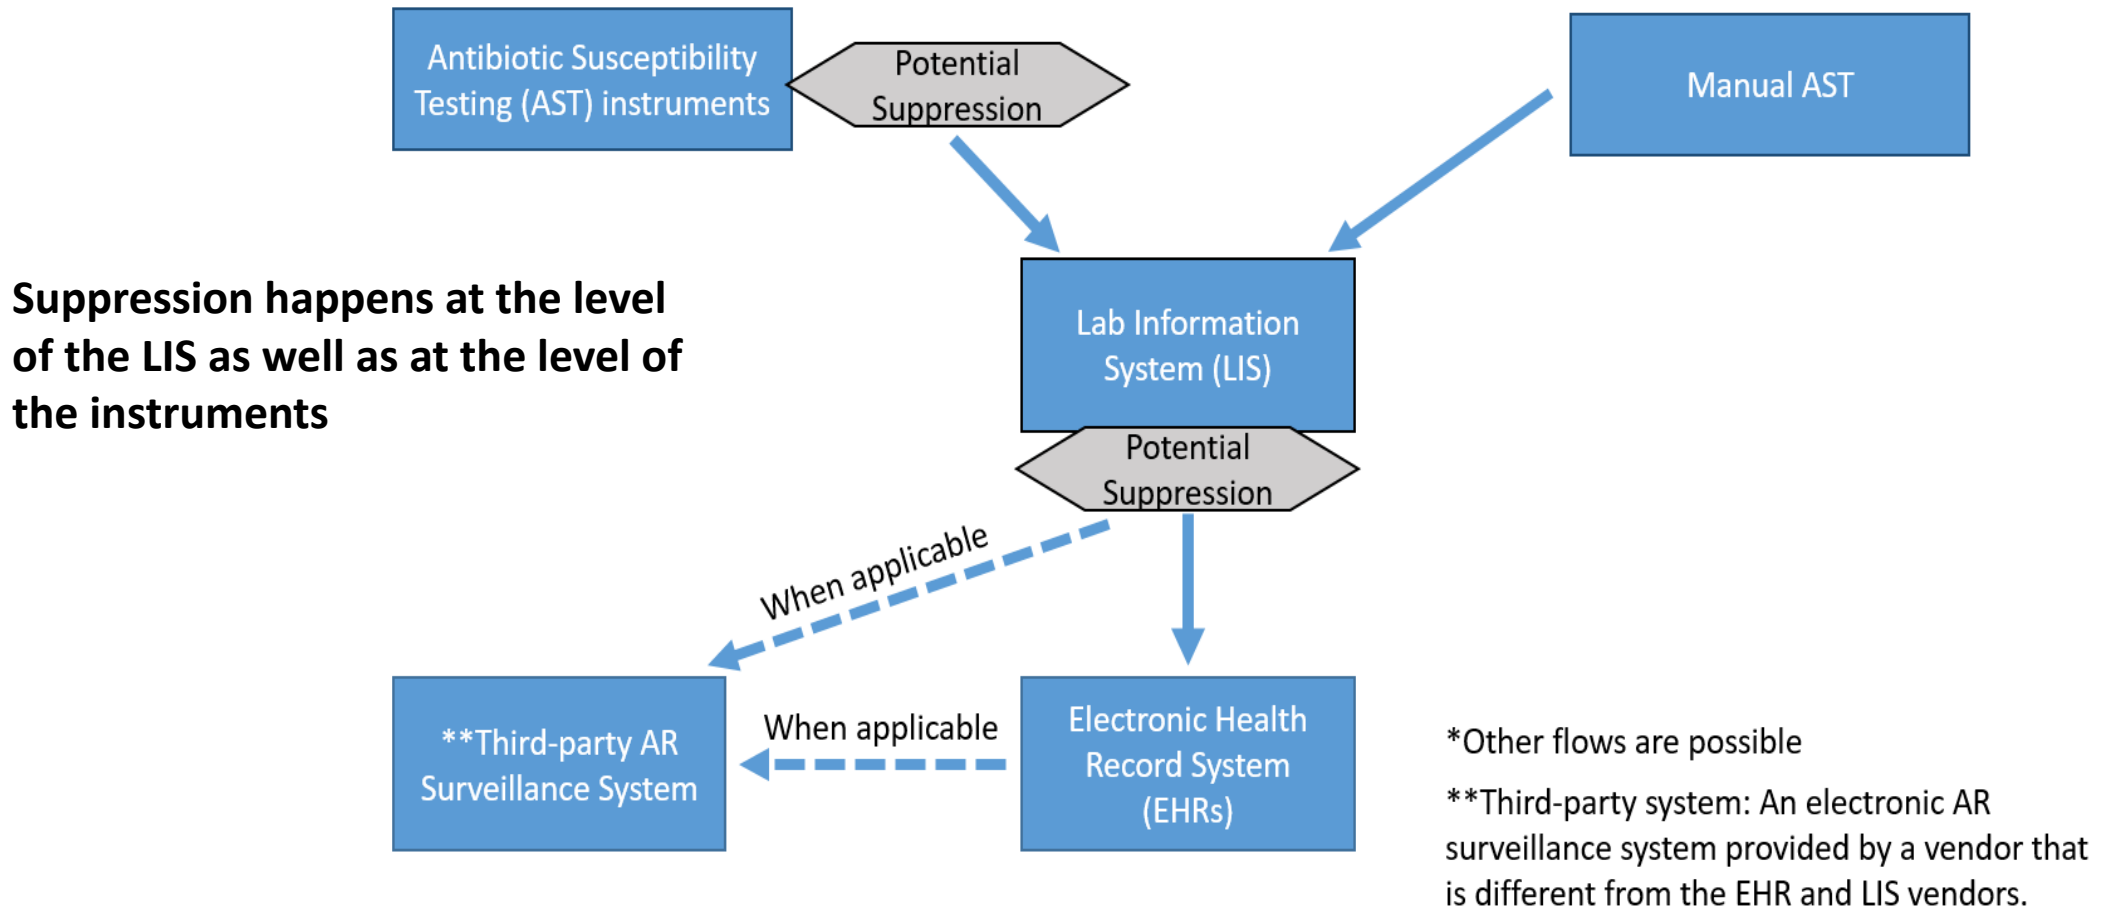 Antibiotic Susceptibility
Testing (AST) instruments
Potential
Suppression
Manual AST
Suppression happens at the level
of the LIS as well as at the level of
the instruments
Lab Information
System (LIS)
Potential
Suppression
When applicable
When applicable
**Third-party AR
Surveillance System
Electronic Health
Record System
(EHRs)
*Other flows are possible
**Third-party system: An electronic AR
surveillance system provided by a vendor that
is different from the EHR and LIS vendors.